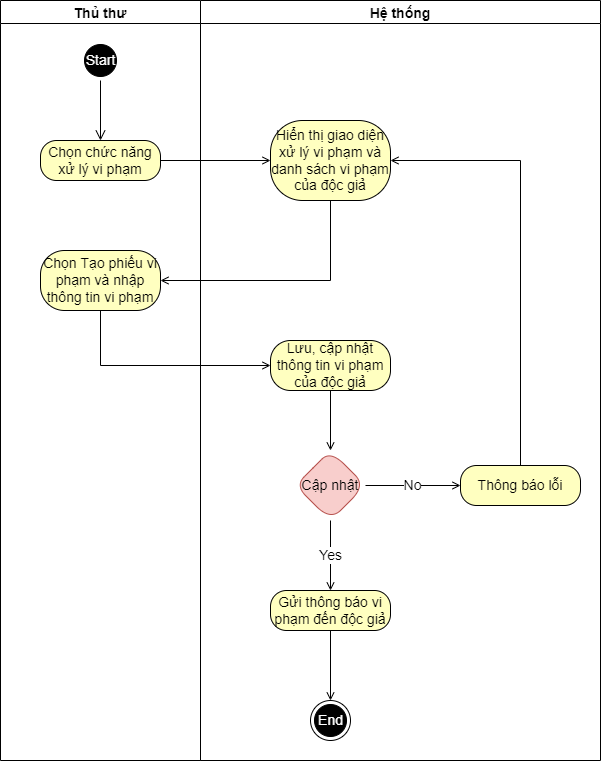 Thủ thư
Hệ thống
Start
Chọn chức năng
xử lý vi phạm
Hiển thị giao diện
xử lý vi phạm và
danh sách vi phạm
của độc giả
Chọn Tạo phiếu vi
phạm và nhập
thông tin vi phạm
Lưu, cập nhật
thông tin vi phạm
của độc giả
Cập nhật
No
Thông báo lỗi
Yes
Gửi thông báo vi
phạm đến độc giả
End